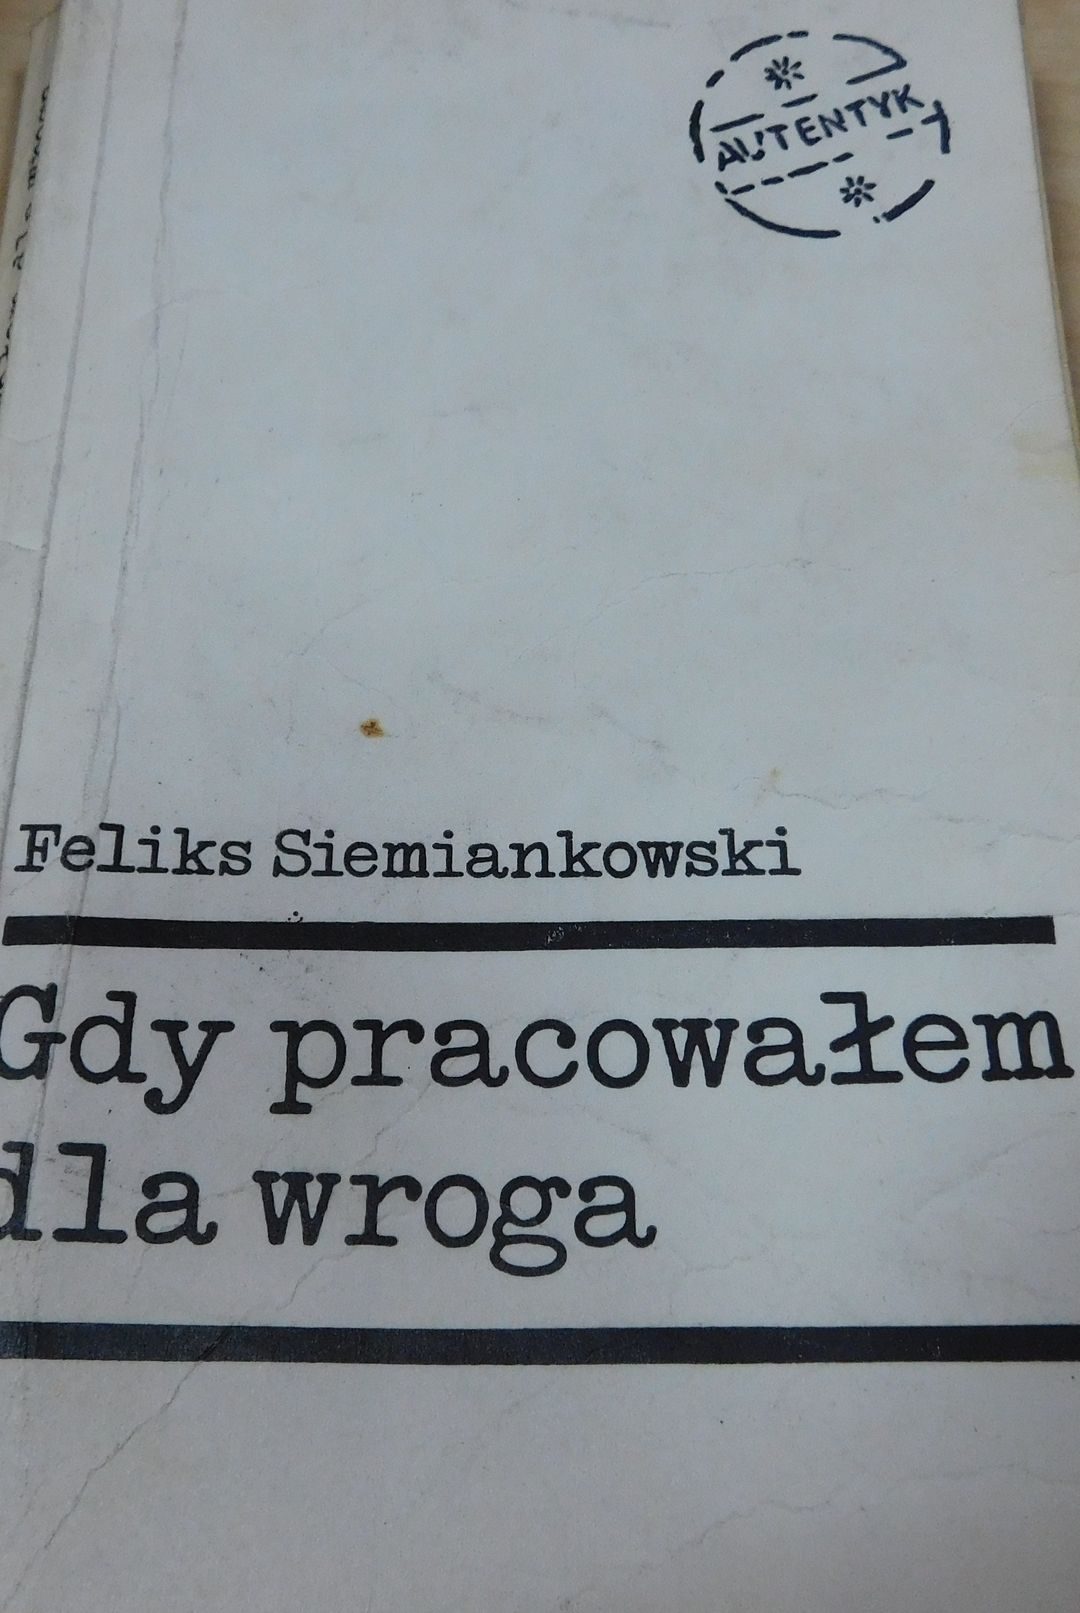 AUTENTYK
Feliks Siemiankowski
Gdy pracowałem
dla wroga